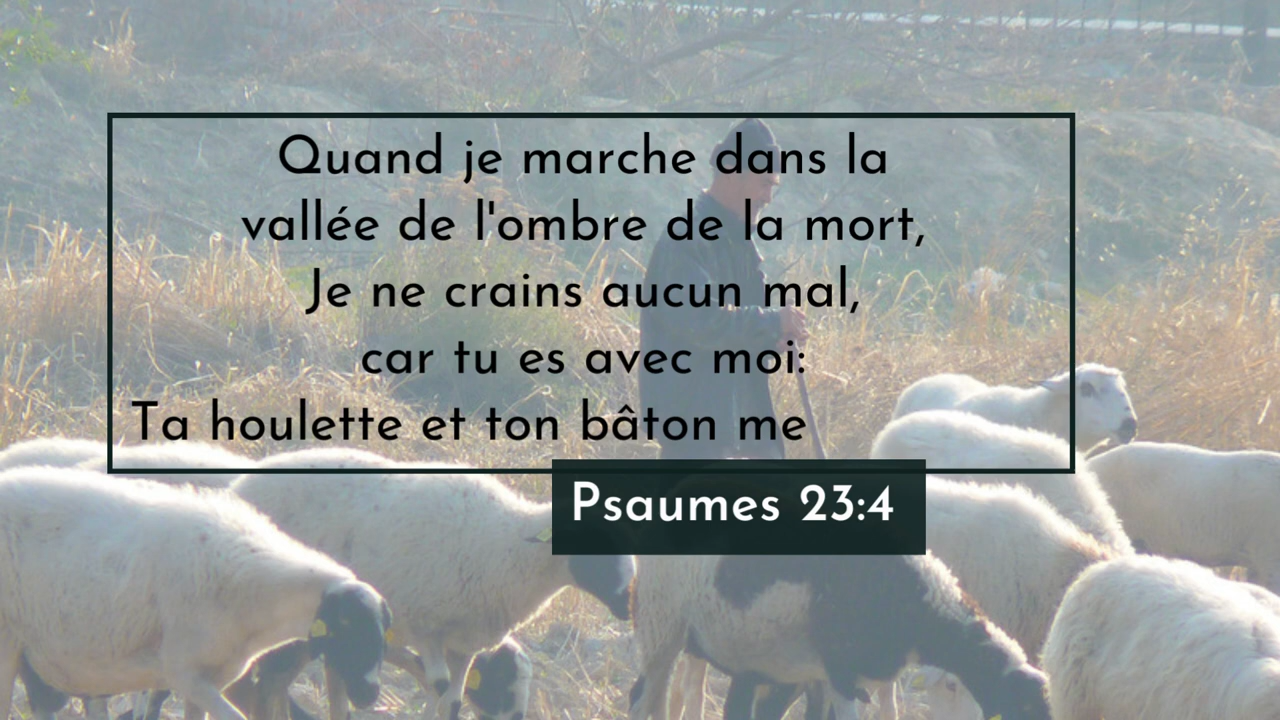 Quand je marche dans la
vallée de l'ombre de la mort,
Je ne crains aucun mal,
car tu es avec moi:
Ta houlette et ton bâton me
Psaumes 23:4